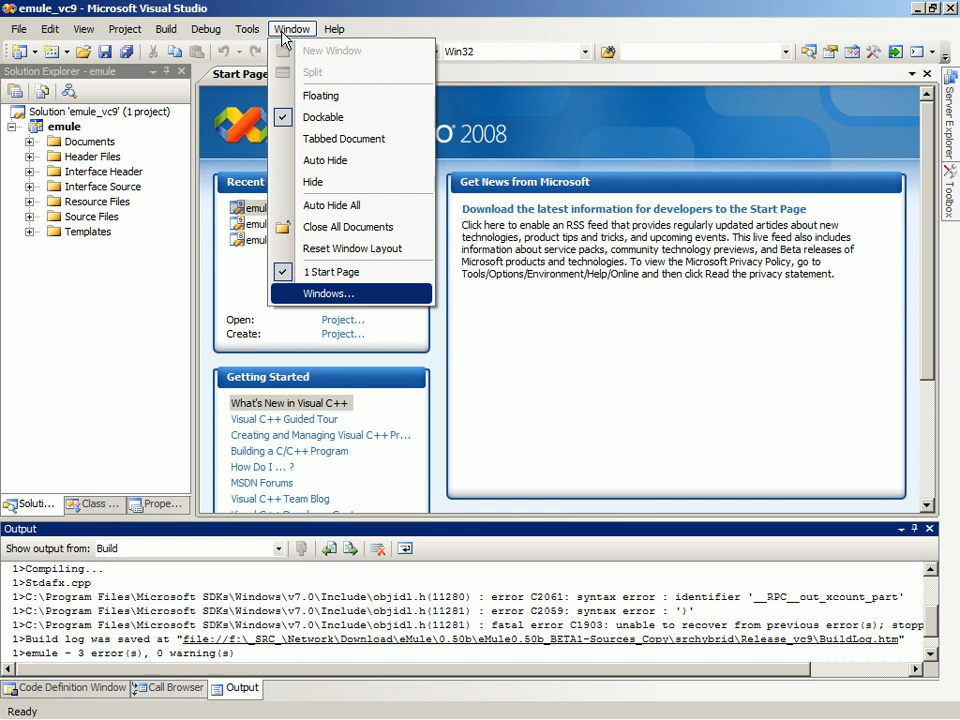 emule_vc9 - Microsoft Visual Studio
File Edit View Project Build Debug Tools Window Help
Win32
Solution Explorer - emule
Solution 'emule_vc9' (1 project)
emule
Documents
Header Files
Interface Header
Interface Source
Resource Files
Source Files
Templates
Soluti... Class ... Prope...
Start Page
New Window
Split
Floating
Dockable
Tabbed Document
Auto Hide
Hide
Auto Hide All
Close All Documents
Reset Window Layout
1 Start Page
Windows...
2008
Recent
emul
emul
emul
Open: Project...
Create: Project...
Getting Started
What's New in Visual C++
Visual C++ Guided Tour
Creating and Managing Visual C++ Pr...
Building a C/C++ Program
How Do I ... ?
MSDN Forums
Visual C++ Team Blog
Get News from Microsoft
Download the latest information for developers to the Start Page
Click here to enable an RSS feed that provides regularly updated articles about new
technologies, product tips and tricks, and upcoming events. This live feed also includes
information about service packs, community technology previews, and Beta releases of
Microsoft products and technologies. To view the Microsoft Privacy Policy, go to
Tools/Options/Environment/Help/Online and then click Read the privacy statement.
Server Explorer
Toolbox
Output
Show output from: Build
1>Compiling...
1>Stdafx.cpp
1>C:\Program Files\Microsoft SDKs\Windows\v7.0\Include\objidl.h(11280) : error C2061: syntax error : identifier '__RPC__out_xcount_part'
1>C:\Program Files\Microsoft SDKs\Windows\v7.0\Include\objidl.h(11281) : error C2059: syntax error : ')'
1>C:\Program Files\Microsoft SDKs\Windows\v7.0\Include\objidl.h(11281) : fatal error C1903: unable to recover from previous error(s); stopp
1>Build log was saved at "file://f:\_SRC_\Network\Download\eMule\0.50b\eMule0.50b_BETA1-Sources_Copy\srchybrid\Release_vc9\BuildLog.htm"
1>emule - 3 error(s), 0 warning(s)
Code Definition Window Call Browser Output
Ready